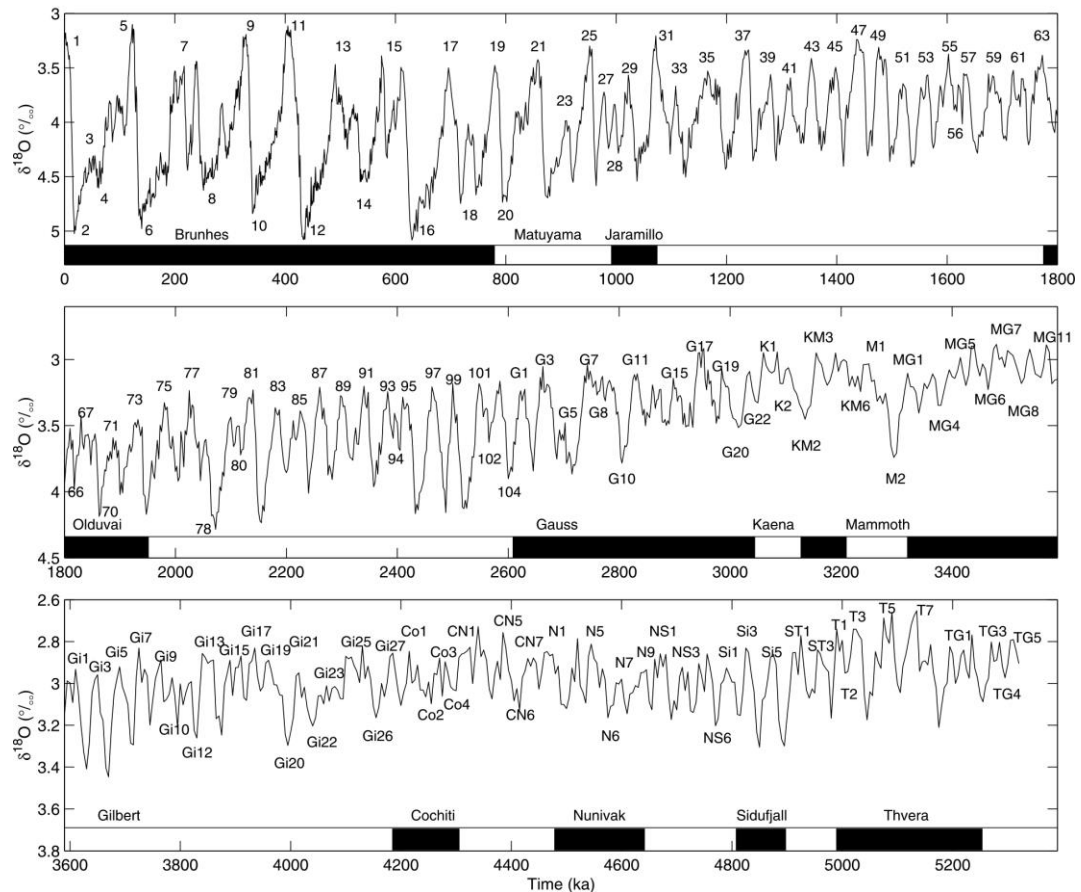 3
5 9 11 47 49
1 7 13 15 17 19 21 25 31 35 37 39 43 45 55 57 59 61 63
3.5
δ¹⁸O (°/₀₀)
27 29 33 41 51 53
4
3 23
56
4.5
4 8 14 28
5
2 6 10 12 16 18 20
Brunhes Matuyama Jaramillo
0 200 400 600 800 1000 1200 1400 1600 1800
3
G3 G7 G11 G17 K1 KM3 M1 MG1 MG5 MG7 MG11
67 71 73 75 77 79 81 83 85 87 89 91 93 95 97 99 101 G1 G15 G19
δ¹⁸O (°/₀₀)
3.5
G5 G8 G22 K2 KM6 MG6 MG8
66 70 80 94 102 G20 KM2 MG4
4
78 104 G10 M2
Olduvai Gauss Kaena Mammoth
4.5
1800 2000 2200 2400 2600 2800 3000 3200 3400
2.6
T1 T3 T5 T7
2.8
Gi1 Gi3 Gi5 Gi7 Gi9 Gi13 Gi15 Gi17 Gi19 Gi21 Gi23 Gi25 Gi27 Co1 Co3 CN1 CN5 CN7 N1 N5 N7 N9 NS1 NS3 Si1 Si3 Si5 ST1 ST3 TG1 TG3 TG5
δ¹⁸O (°/₀₀)
3
Co2 Co4 T2 TG4
3.2
Gi10 Gi12 Gi20 Gi22 Gi26 CN6 N6 NS6
3.4
3.6
Gilbert Cochiti Nunivak Sidufjall Thvera
3.8
3600 3800 4000 4200 4400 4600 4800 5000 5200
Time (ka)